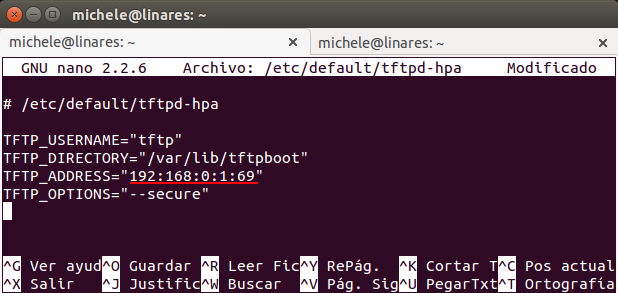 michele@linares: ~
michele@linares: ~ michele@linares: ~
GNU nano 2.2.6 Archivo: /etc/default/tftpd-hpa Modificado
# /etc/default/tftpd-hpa
TFTP_USERNAME="tftp"
TFTP_DIRECTORY="/var/lib/tftpboot"
TFTP_ADDRESS="192:168:0:1:69"
TFTP_OPTIONS="--secure"
^G Ver ayud^O Guardar ^R Leer Fic^Y RePág. ^K Cortar T^C Pos actual
^X Salir ^J Justific^W Buscar ^V Pág. Sig^U PegarTxt^T Ortografía